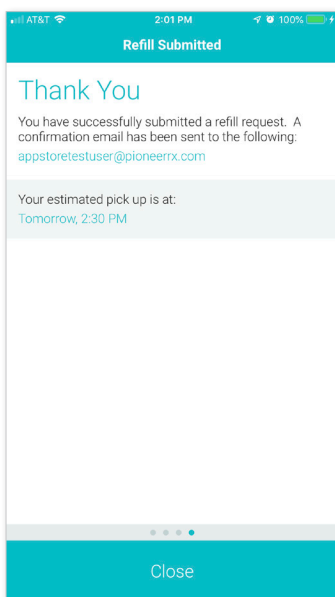 AT&T 2:01 PM 100%
Refill Submitted
Thank You
You have successfully submitted a refill request. A
confirmation email has been sent to the following:
appstoretestuser@pioneerrx.com
Your estimated pick up is at:
Tomorrow, 2:30 PM
Close